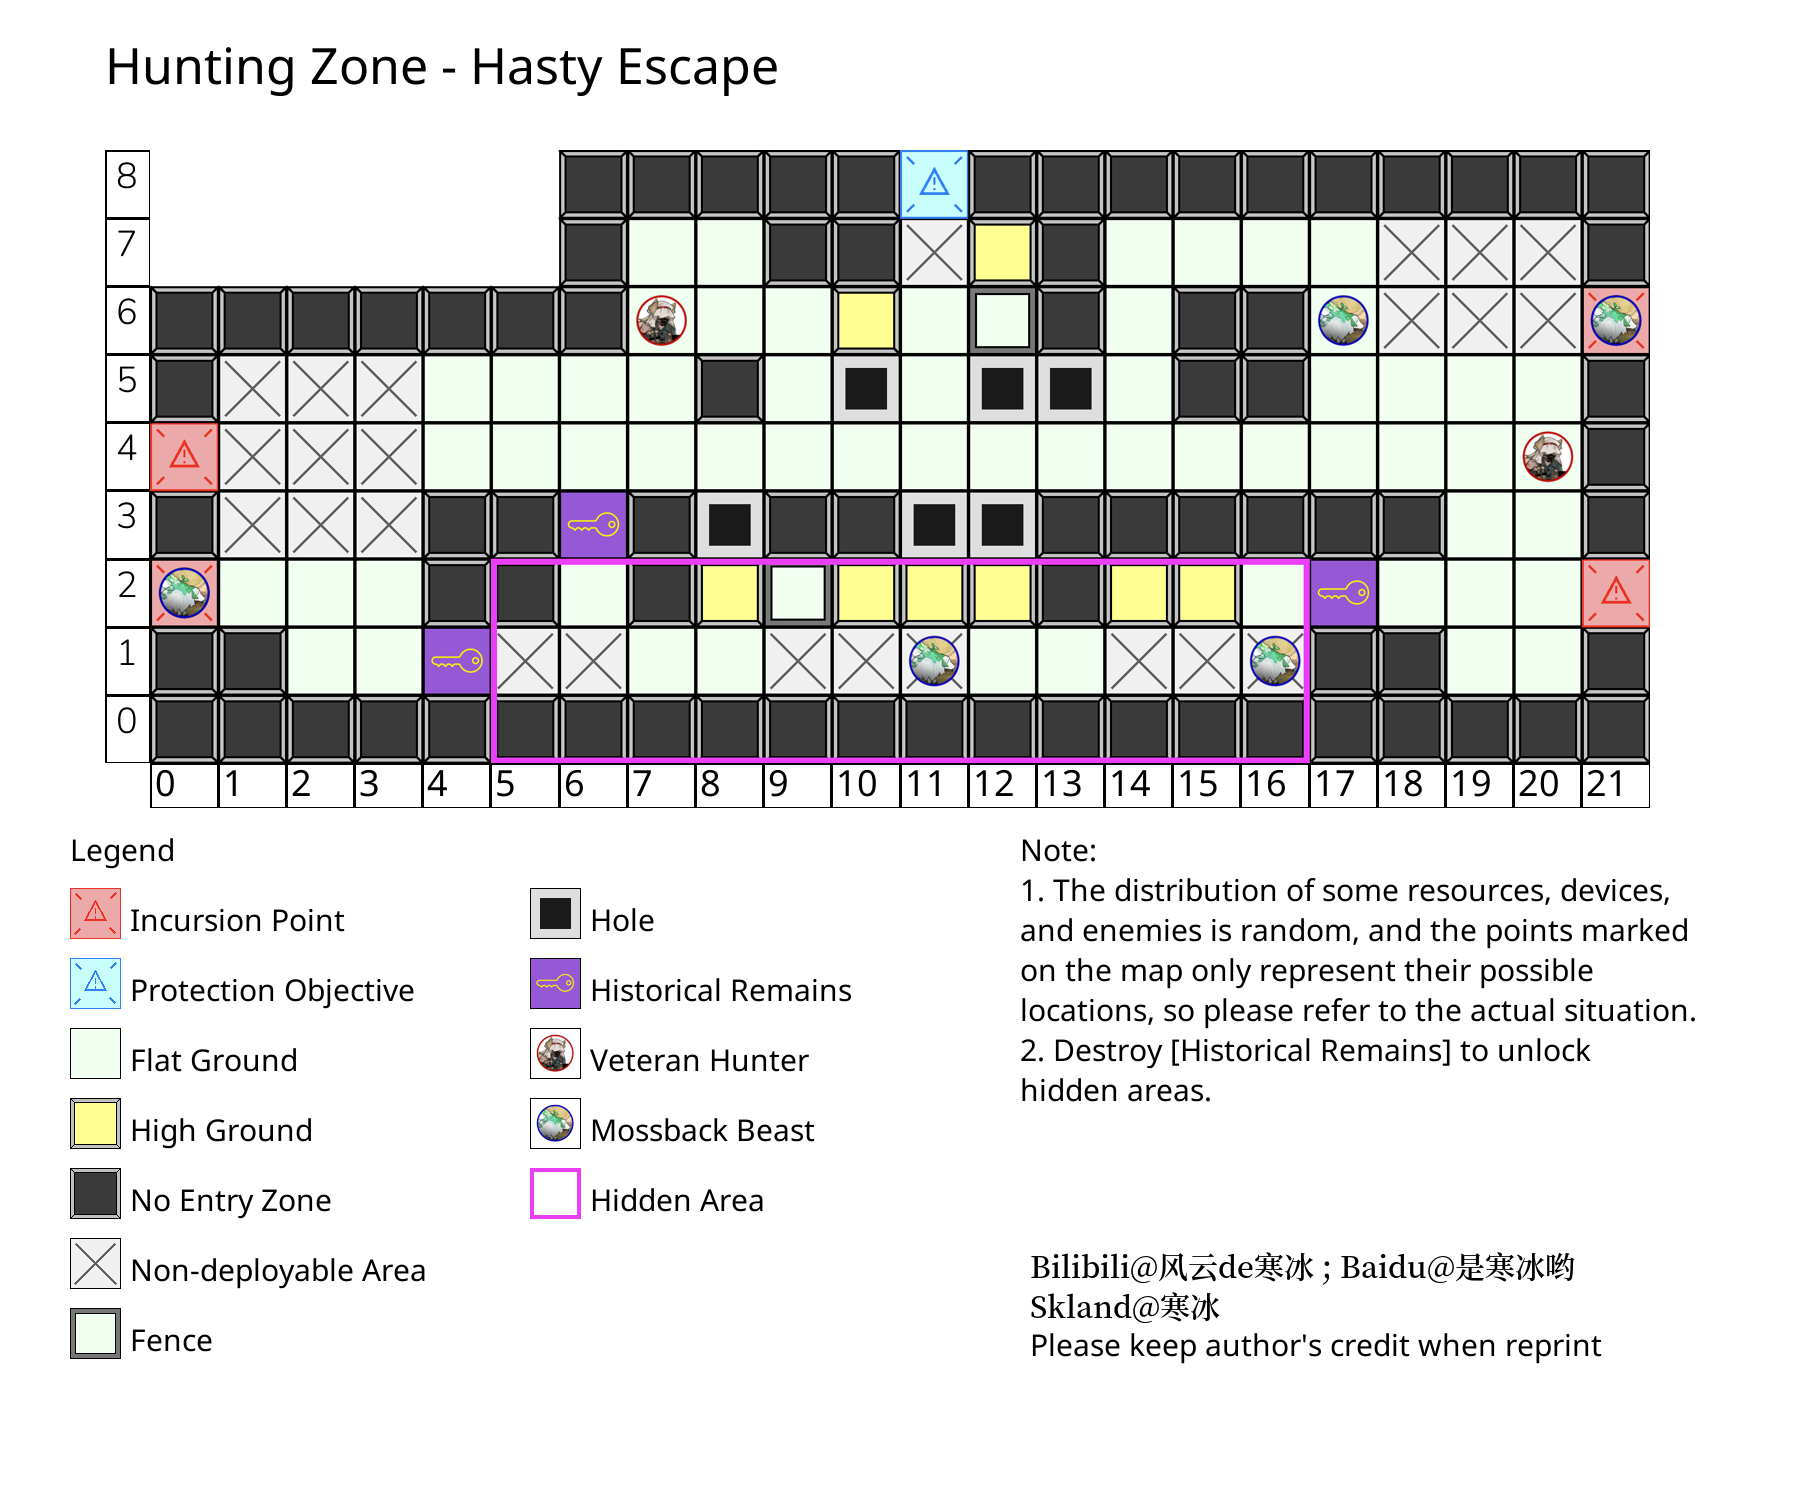 Hunting Zone - Hasty Escape
8
7
6
5
4
3
2
1
0
0 1 2 3 4 5 6 7 8 9 10 11 12 13 14 15 16 17 18 19 20 21
Legend
Incursion Point
Protection Objective
Flat Ground
High Ground
No Entry Zone
Non-deployable Area
Fence
Hole
Historical Remains
Veteran Hunter
Mossback Beast
Hidden Area
Note:
1. The distribution of some resources, devices,
and enemies is random, and the points marked
on the map only represent their possible
locations, so please refer to the actual situation.
2. Destroy [Historical Remains] to unlock
hidden areas.
Bilibili@风云de寒冰 ; Baidu@是寒冰哟
Skland@寒冰
Please keep author's credit when reprint